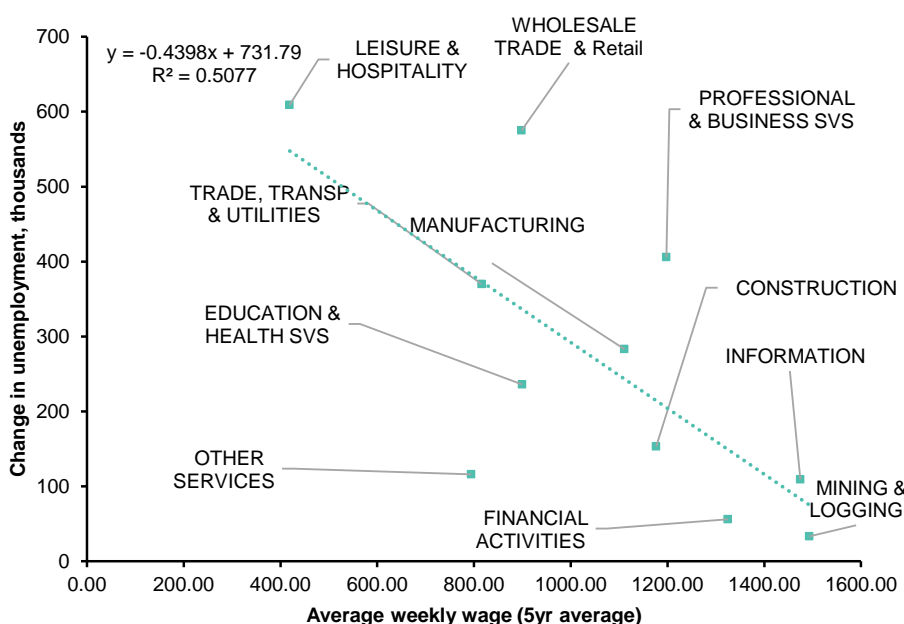 WHOLESALE
TRADE & Retail
y = -0.4398x + 731.79
R² = 0.5077
LEISURE &
HOSPITALITY
PROFESSIONAL
& BUSINESS SVS
TRADE, TRANSP
& UTILITIES
MANUFACTURING
CONSTRUCTION
EDUCATION &
HEALTH SVS
INFORMATION
OTHER
SERVICES
MINING &
LOGGING
FINANCIAL
ACTIVITIES
Change in unemployment, thousands
700
600
500
400
300
200
100
0
0.00 200.00 400.00 600.00 800.00 1000.00 1200.00 1400.00 1600.00
Average weekly wage (5yr average)